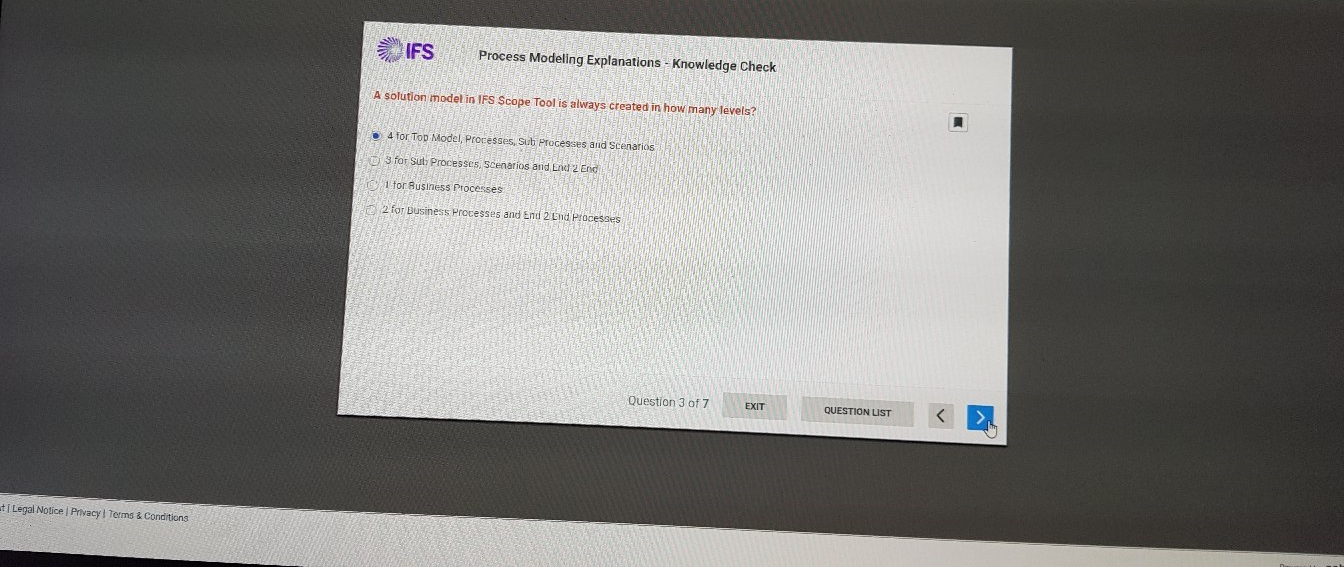 IFS
Process Modeling Explanations - Knowledge Check
A solution model in IFS Scope Tool is always created in how many levels?
4 for Top Model, Processes, Sub Processes and Scenarios
3 for Sub Processes, Scenarios and End 2 End
1 for Business Processes
2 for Business Processes and End 2 End Processes
Question 3 of 7
EXIT
QUESTION LIST
| Legal Notice | Privacy | Terms & Conditions